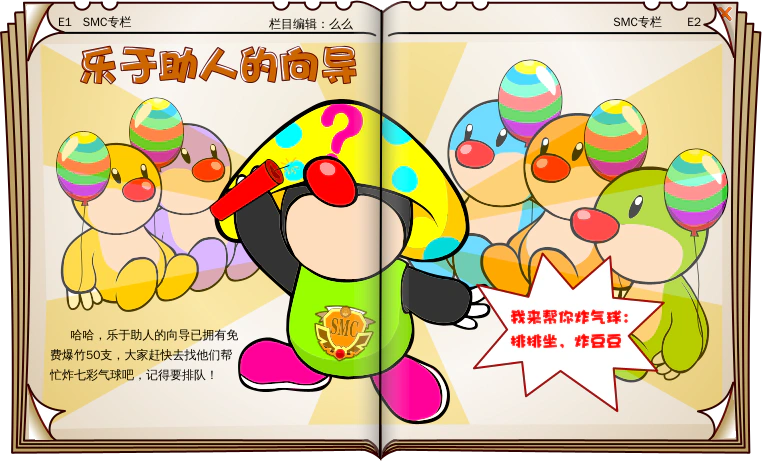 E1 SMC专栏
栏目编辑：么么
SMC专栏 E2
乐于助人的向导
?
SMC
哈哈，乐于助人的向导已拥有免
费爆竹50支，大家赶快去找他们帮
忙炸七彩气球吧，记得要排队！
我来帮你炸气球：
排排坐、炸豆豆